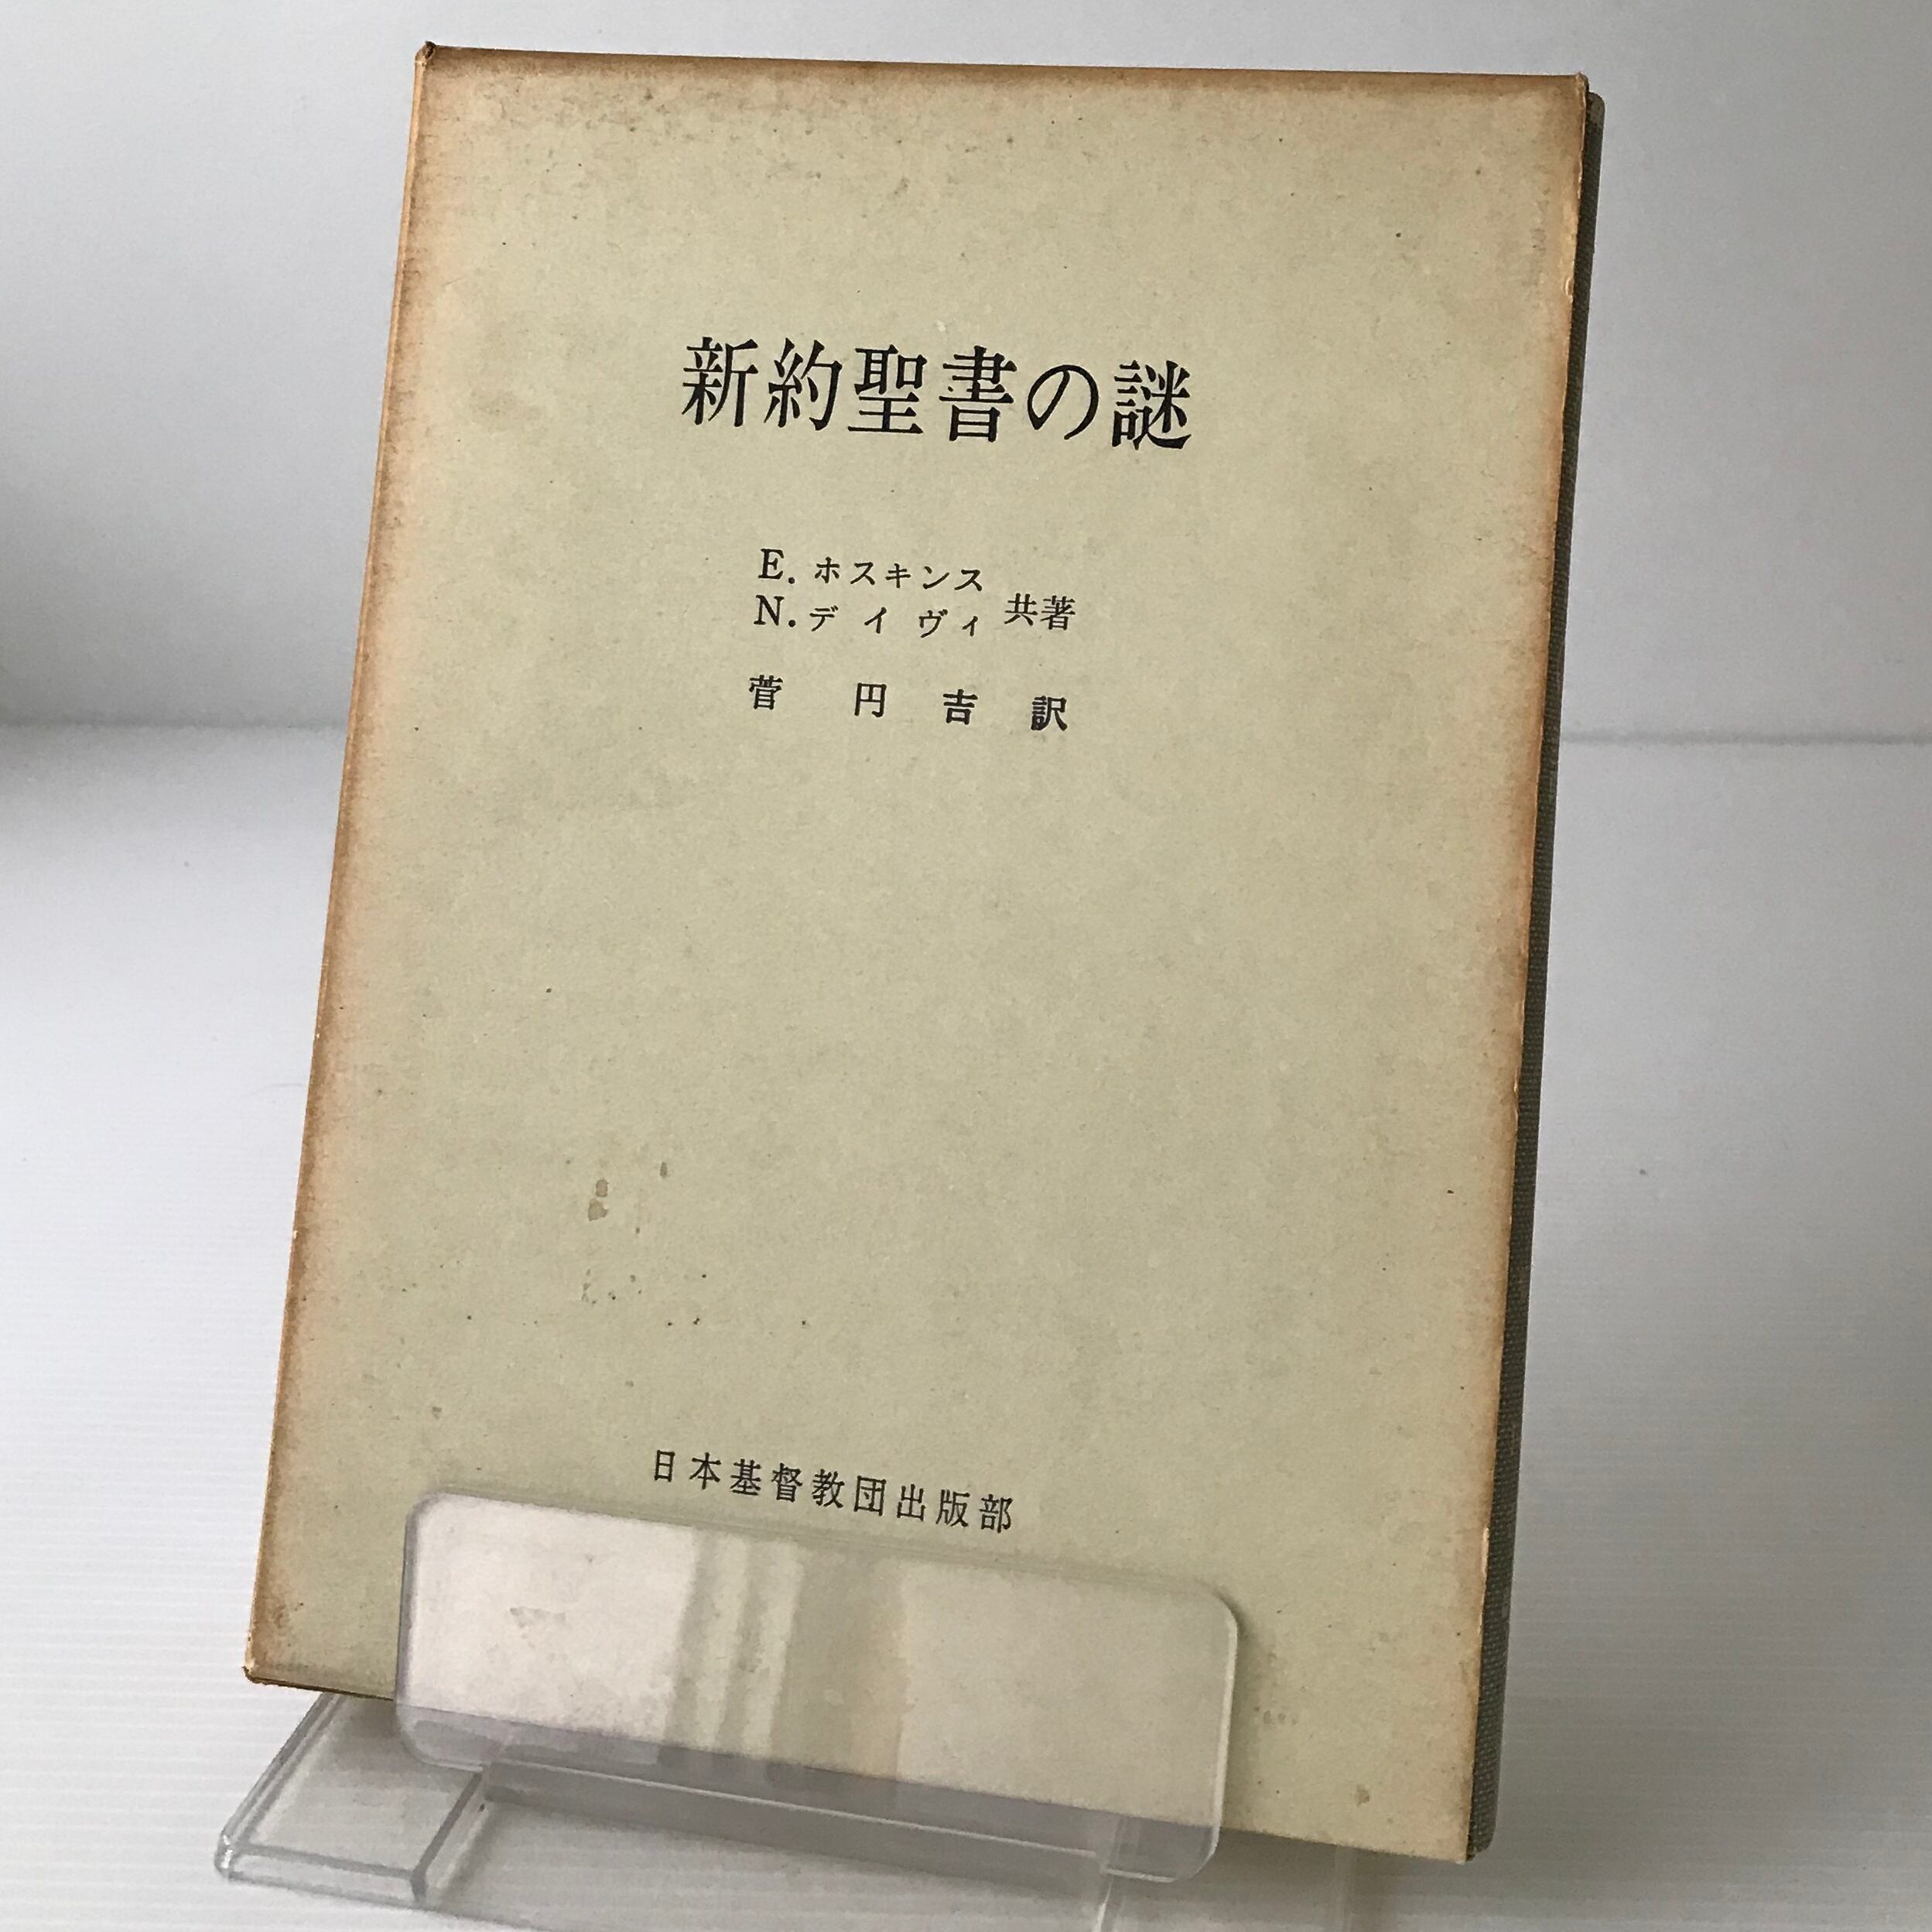 新約聖書の謎
E. ホスキンス
N. デイヴィ 共著
菅円吉訳
日本基督教団出版部